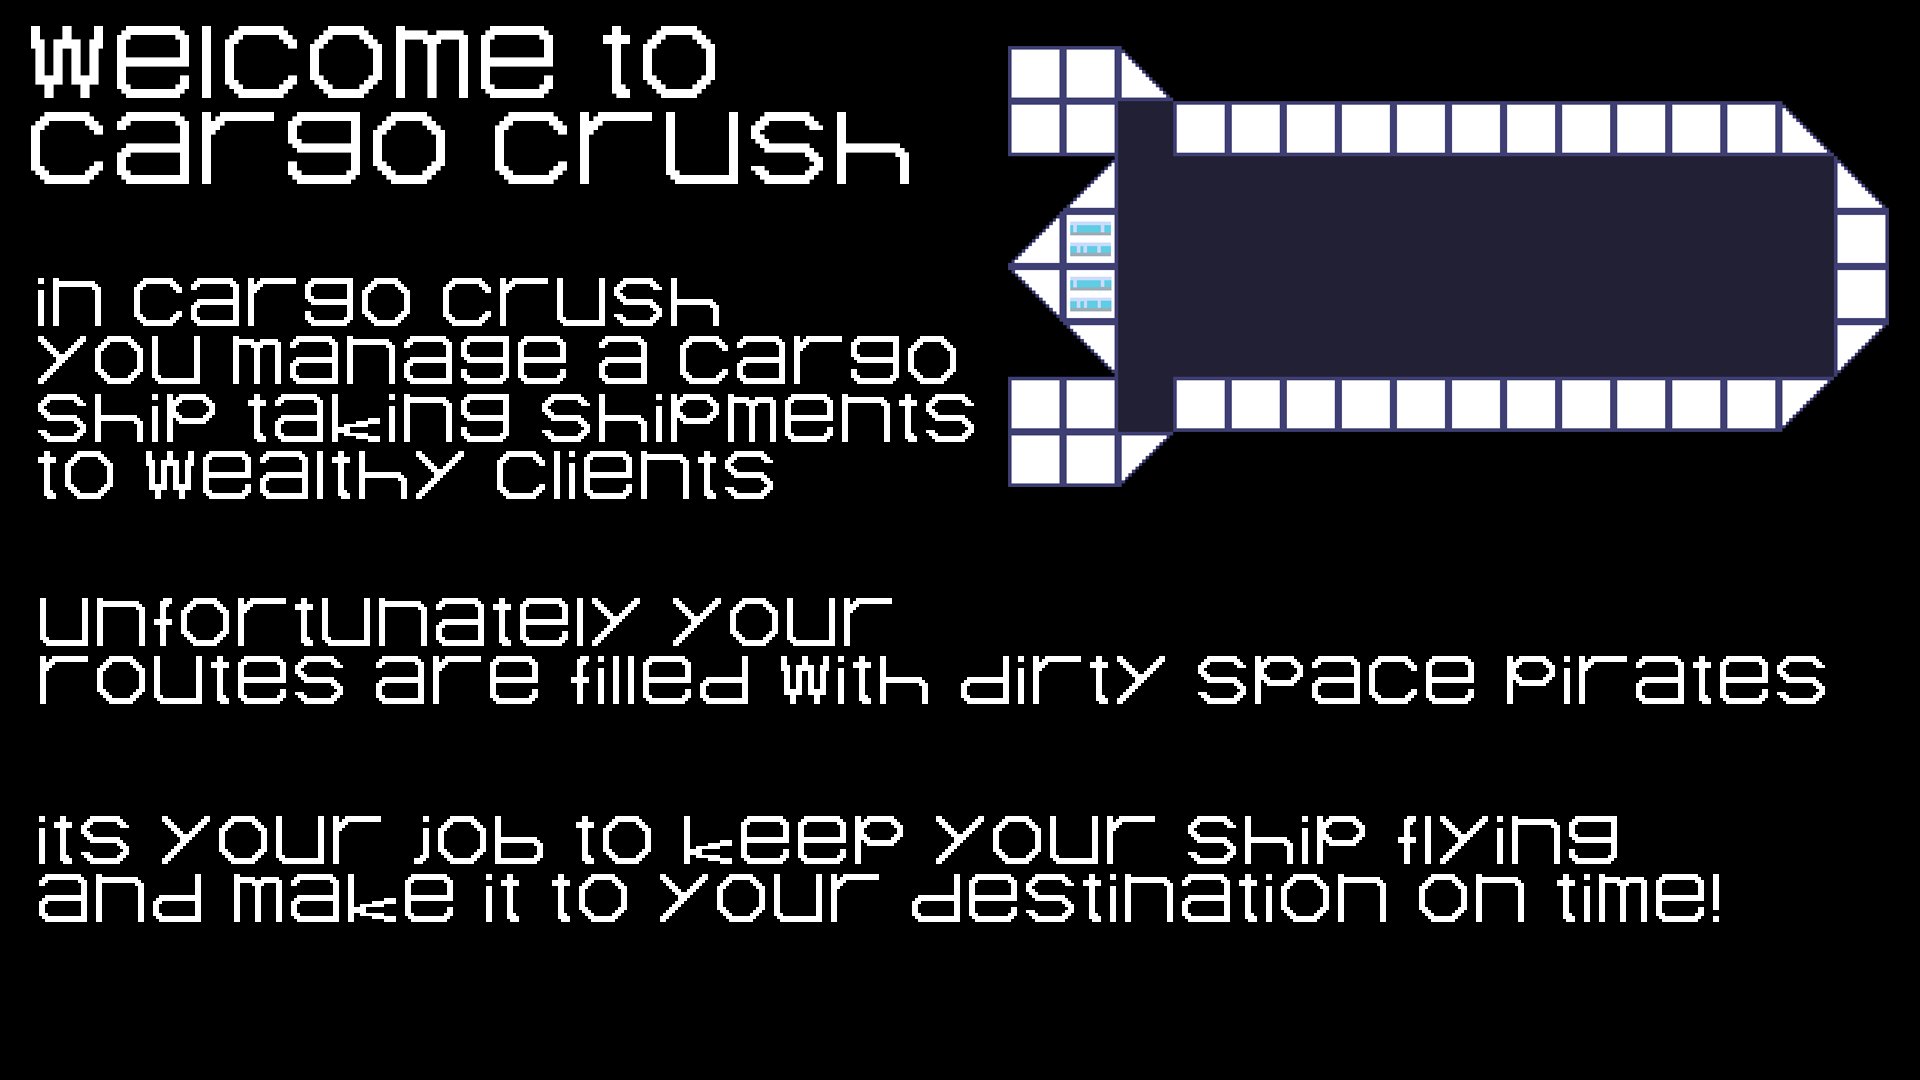 welcome to
cargo crush
in cargo crush
you manage a cargo
ship taking shipments
to wealthy clients
unfortunately your
routes are filled with dirty space pirates
its your job to keep your ship flying
and make it to your destination on time!